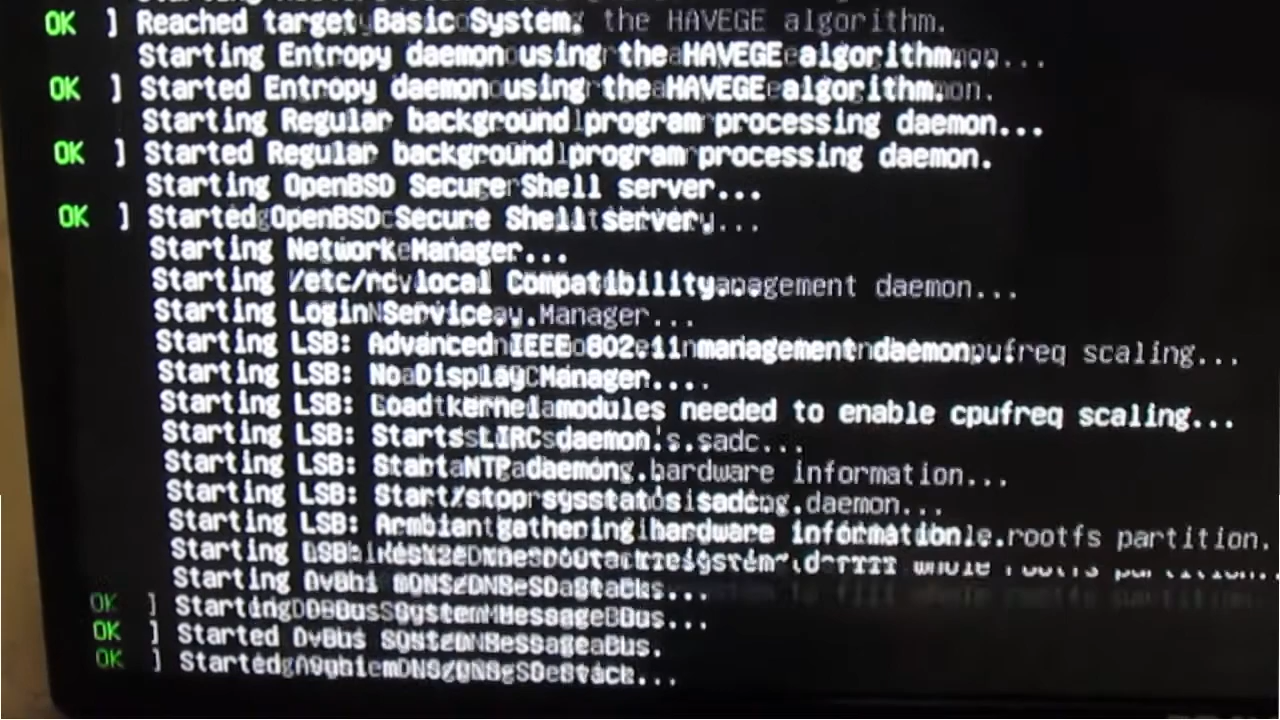 OK ] Reached target Basic System.
Starting Entropy daemon using the HAVEGE algorithm...
OK ] Started Entropy daemon using the HAVEGE algorithm.
Starting Regular background program processing daemon...
OK ] Started Regular background program processing daemon.
Starting OpenBSD Secure Shell server...
OK ] Started OpenBSD Secure Shell server.
Starting Network Manager...
Starting /etc/rc.local Compatibility...
Starting Login Service...
Starting LSB: Advanced IEEE 802.11 management daemon
Starting LSB: Display Manager...
Starting LSB: Load kernel modules needed to enable cpufreq scaling...
Starting LSB: Starts LIRC daemon...
Starting LSB: Start NTP daemon...
Starting LSB: Start/stop sysstat's sadc...
Starting LSB: Armbian gathering hardware information...
Starting LSB: rootfs partition...
Starting Avahi mDNS/DNS-SD Stack...
OK ] D-Bus System Message Bus...
OK ] Started D-Bus System Message Bus.
OK ] Started Avahi mDNS/DNS-SD Stack...